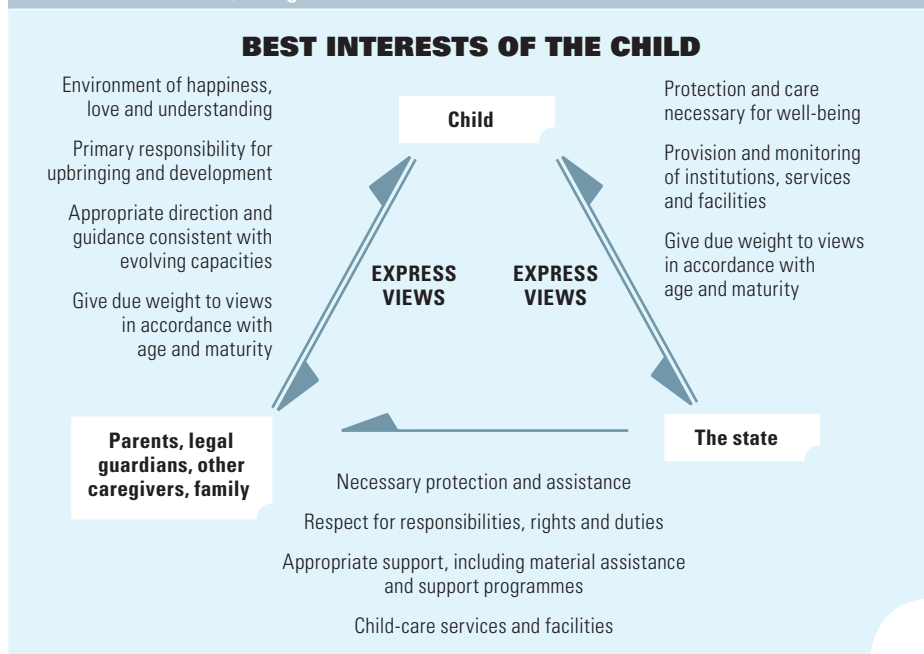 BEST INTERESTS OF THE CHILD
Environment of happiness,
love and understanding
Primary responsibility for
upbringing and development
Appropriate direction and
guidance consistent with
evolving capacities
Give due weight to views
in accordance with
age and maturity
Child
Protection and care
necessary for well-being
Provision and monitoring
of institutions, services
and facilities
Give due weight to views
in accordance with
age and maturity
EXPRESS
VIEWS
EXPRESS
VIEWS
Parents, legal
guardians, other
caregivers, family
The state
Necessary protection and assistance
Respect for responsibilities, rights and duties
Appropriate support, including material assistance
and support programmes
Child-care services and facilities